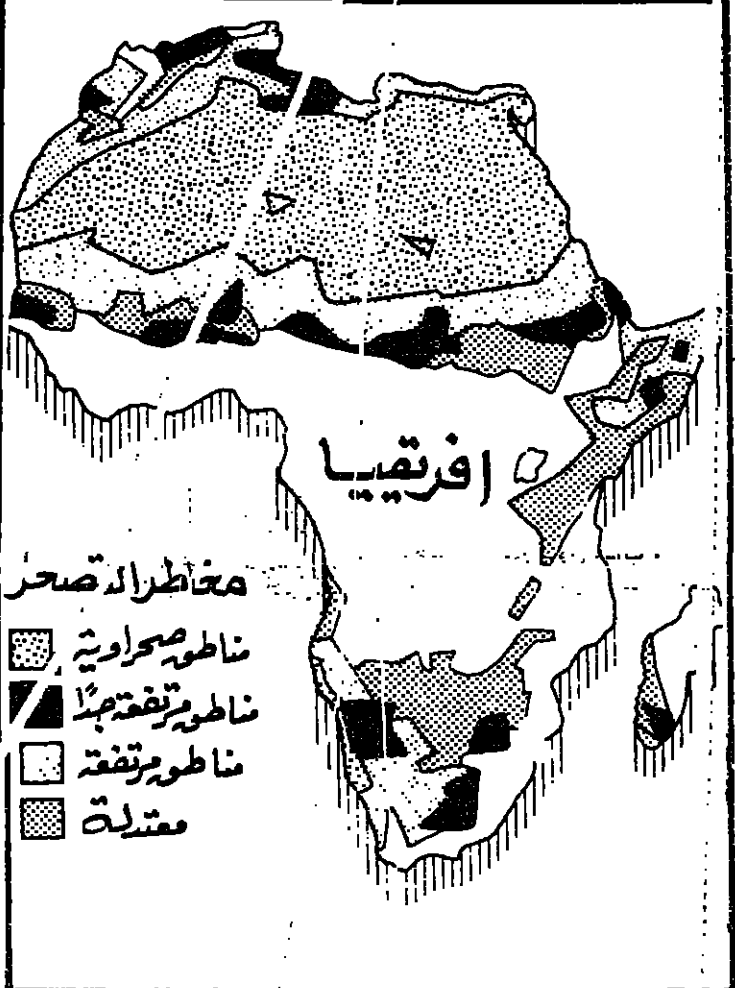 افريقيا
مخاطر التصحر
مناطق صحراوية
مناطق مرتفعة جدًا
مناطق مرتفعة
معتدلة